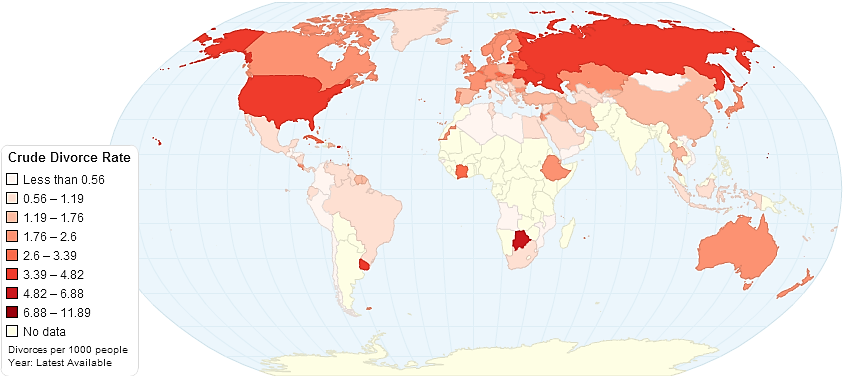 Crude Divorce Rate
Less than 0.56
0.56 – 1.19
1.19 – 1.76
1.76 – 2.6
2.6 – 3.39
3.39 – 4.82
4.82 – 6.88
6.88 – 11.89
No data
Divorces per 1000 people
Year: Latest Available